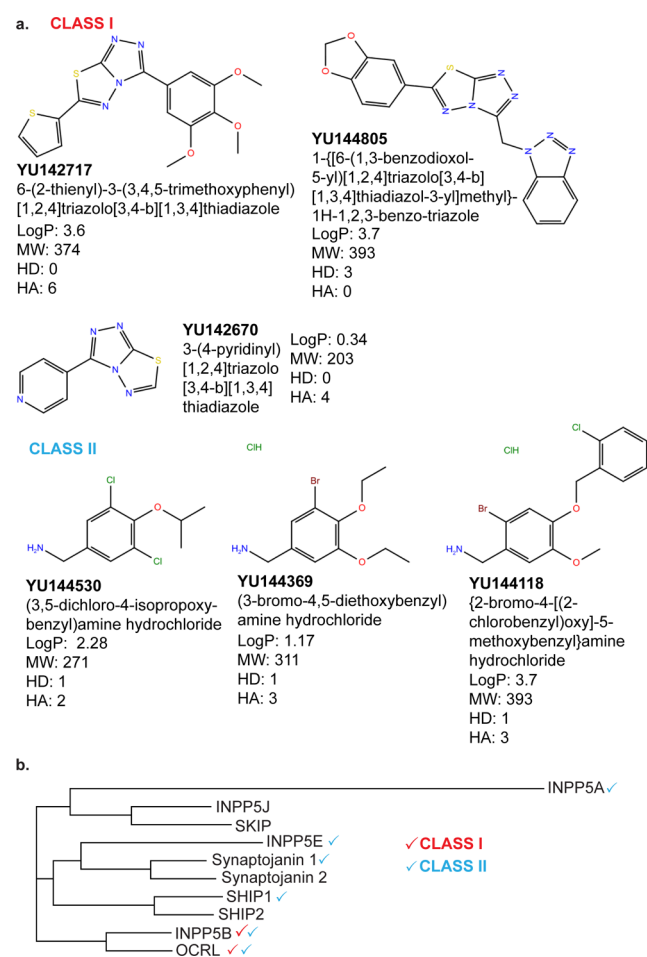 a. CLASS I
N N
S
N
N
S
O
O
O
YU142717
6-(2-thienyl)-3-(3,4,5-trimethoxyphenyl)
[1,2,4]triazolo[3,4-b][1,3,4]thiadiazole
LogP: 3.6
MW: 374
HD: 0
HA: 6
O
O
S
N
N
N
N
N
N
N
YU144805
1-{[6-(1,3-benzodioxol-
5-yl)[1,2,4]triazolo[3,4-b]
[1,3,4]thiadiazol-3-yl]methyl}-
1H-1,2,3-benzo-triazole
LogP: 3.7
MW: 393
HD: 3
HA: 0
N N
S
N
N
N
YU142670
3-(4-pyridinyl)
[1,2,4]triazolo
[3,4-b][1,3,4]
thiadiazole
LogP: 0.34
MW: 203
HD: 0
HA: 4
CLASS II
Cl
O
Cl
H2N
YU144530
(3,5-dichloro-4-isopropoxy-
benzyl)amine hydrochloride
LogP: 2.28
MW: 271
HD: 1
HA: 2
ClH
Br
O
O
H2N
YU144369
(3-bromo-4,5-diethoxybenzyl)
amine hydrochloride
LogP: 1.17
MW: 311
HD: 1
HA: 3
ClH
Cl
O
Br
O
H2N
YU144118
{2-bromo-4-[(2-
chlorobenzyl)oxy]-5-
methoxybenzyl}amine
hydrochloride
LogP: 3.7
MW: 393
HD: 1
HA: 3
b.
INPP5A ✓
INPP5J
SKIP
INPP5E ✓
Synaptojanin 1 ✓
Synaptojanin 2
SHIP1 ✓
SHIP2
INPP5B ✓✓
OCRL ✓✓
✓CLASS I
✓CLASS II